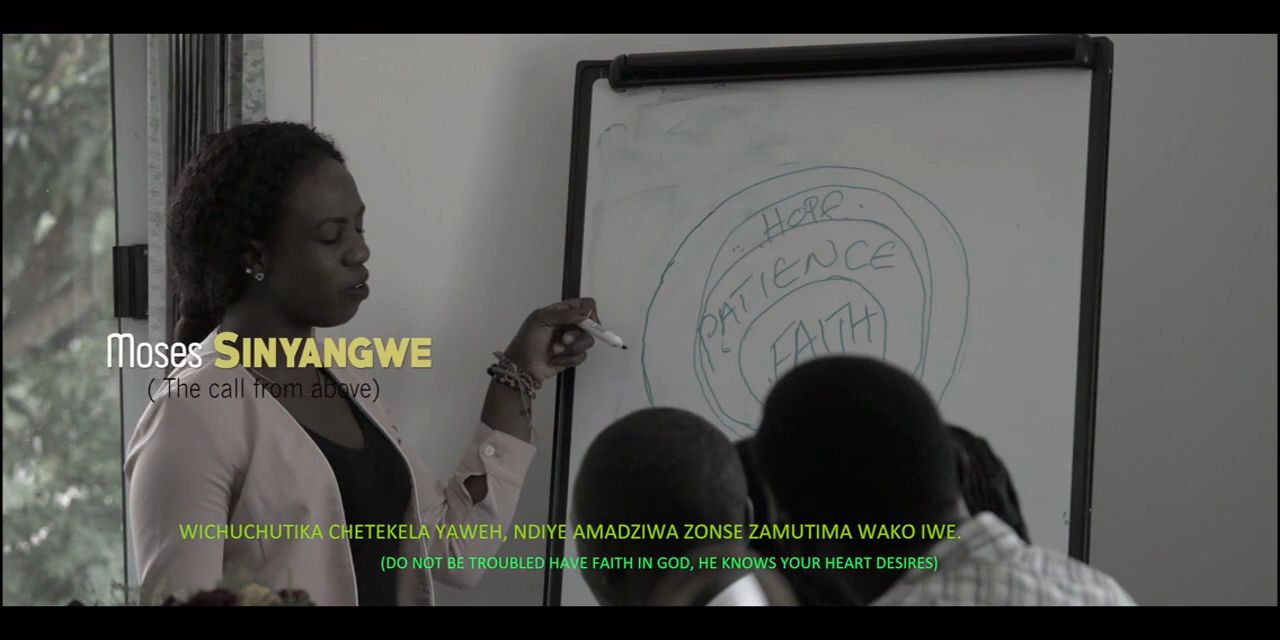 HOPE.
PATIENCE
FAITH
Moses SINYANGWE
( The call from above)
WICHUCHUTIKA CHETEKELA YAWEH, NDIYE AMADZIWA ZONSE ZAMUTIMA WAKO IWE.
(DO NOT BE TROUBLED HAVE FAITH IN GOD, HE KNOWS YOUR HEART DESIRES)